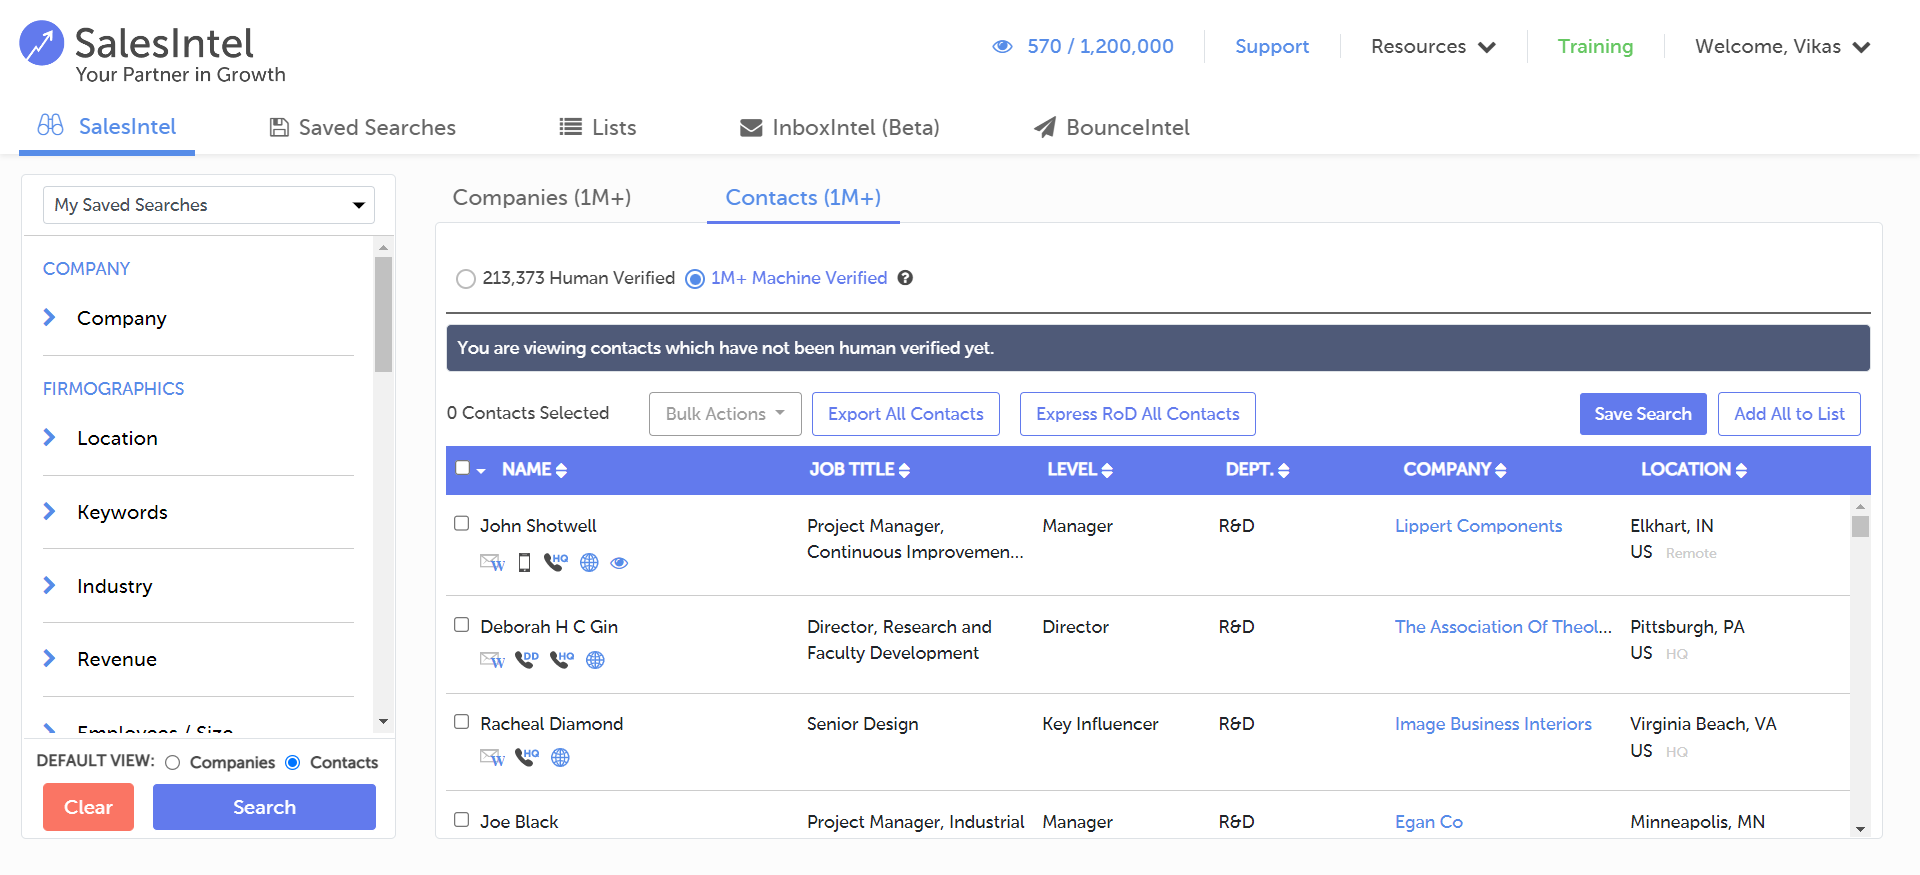 SalesIntel
Your Partner in Growth
570 / 1,200,000
Support
Resources
Training
Welcome, Vikas
SalesIntel
Saved Searches
Lists
InboxIntel (Beta)
BounceIntel
My Saved Searches
COMPANY
Company
FIRMOGRAPHICS
Location
Keywords
Industry
Revenue
Employees / Size
DEFAULT VIEW: Companies Contacts
Clear
Search
Companies (1M+)
Contacts (1M+)
213,373 Human Verified 1M+ Machine Verified ?
You are viewing contacts which have not been human verified yet.
0 Contacts Selected
Bulk Actions
Export All Contacts
Express RoD All Contacts
Save Search
Add All to List
NAME JOB TITLE LEVEL DEPT. COMPANY LOCATION
John Shotwell Project Manager, Manager R&D Lippert Components Elkhart, IN
Continuous Improvemen... US Remote
W HQ
Deborah H C Gin Director, Research and Director R&D The Association Of Theol... Pittsburgh, PA
Faculty Development US HQ
W DD HQ
Racheal Diamond Senior Design Key Influencer R&D Image Business Interiors Virginia Beach, VA
US HQ
W HQ
Joe Black Project Manager, Industrial Manager R&D Egan Co Minneapolis, MN